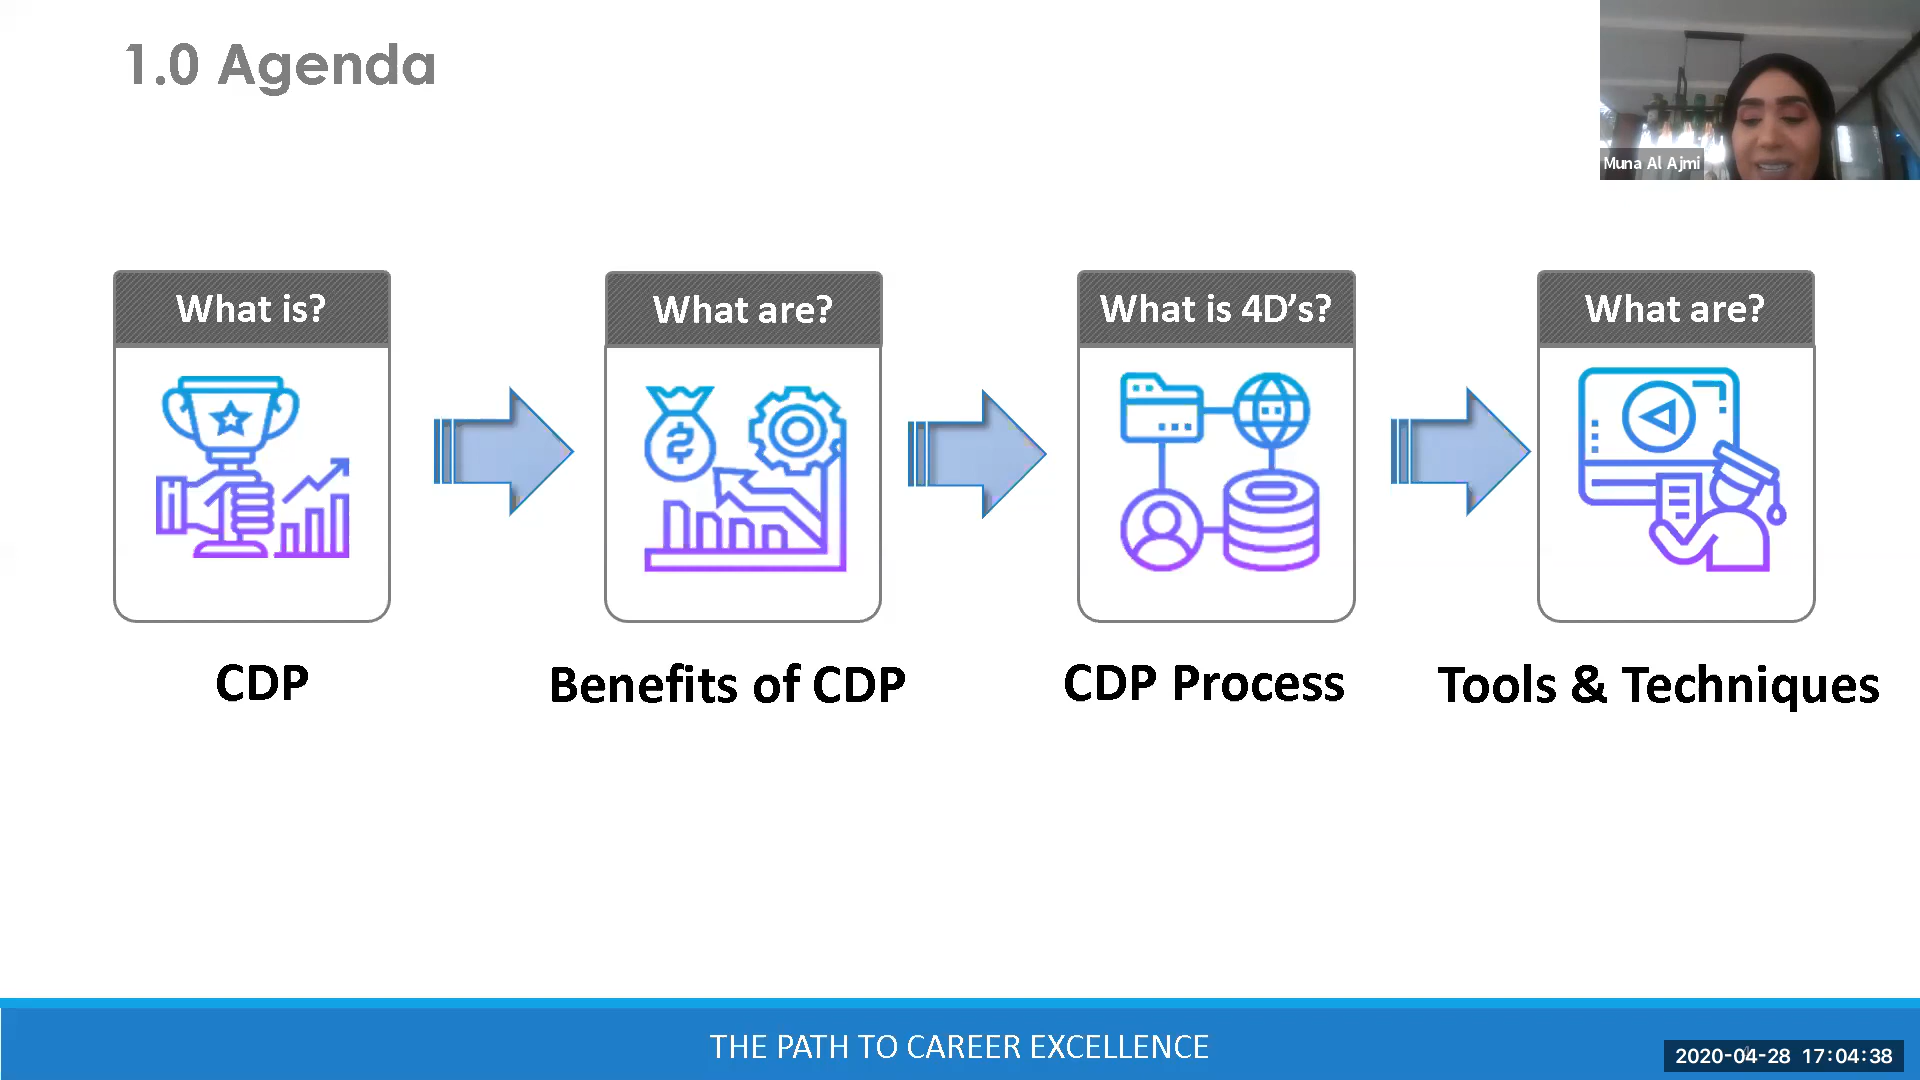 1.0 Agenda
Muna Al Ajmi
What is?
What are?
What is 4D's?
What are?
CDP
Benefits of CDP
CDP Process
Tools & Techniques
THE PATH TO CAREER EXCELLENCE
2020-04-28 17:04:38